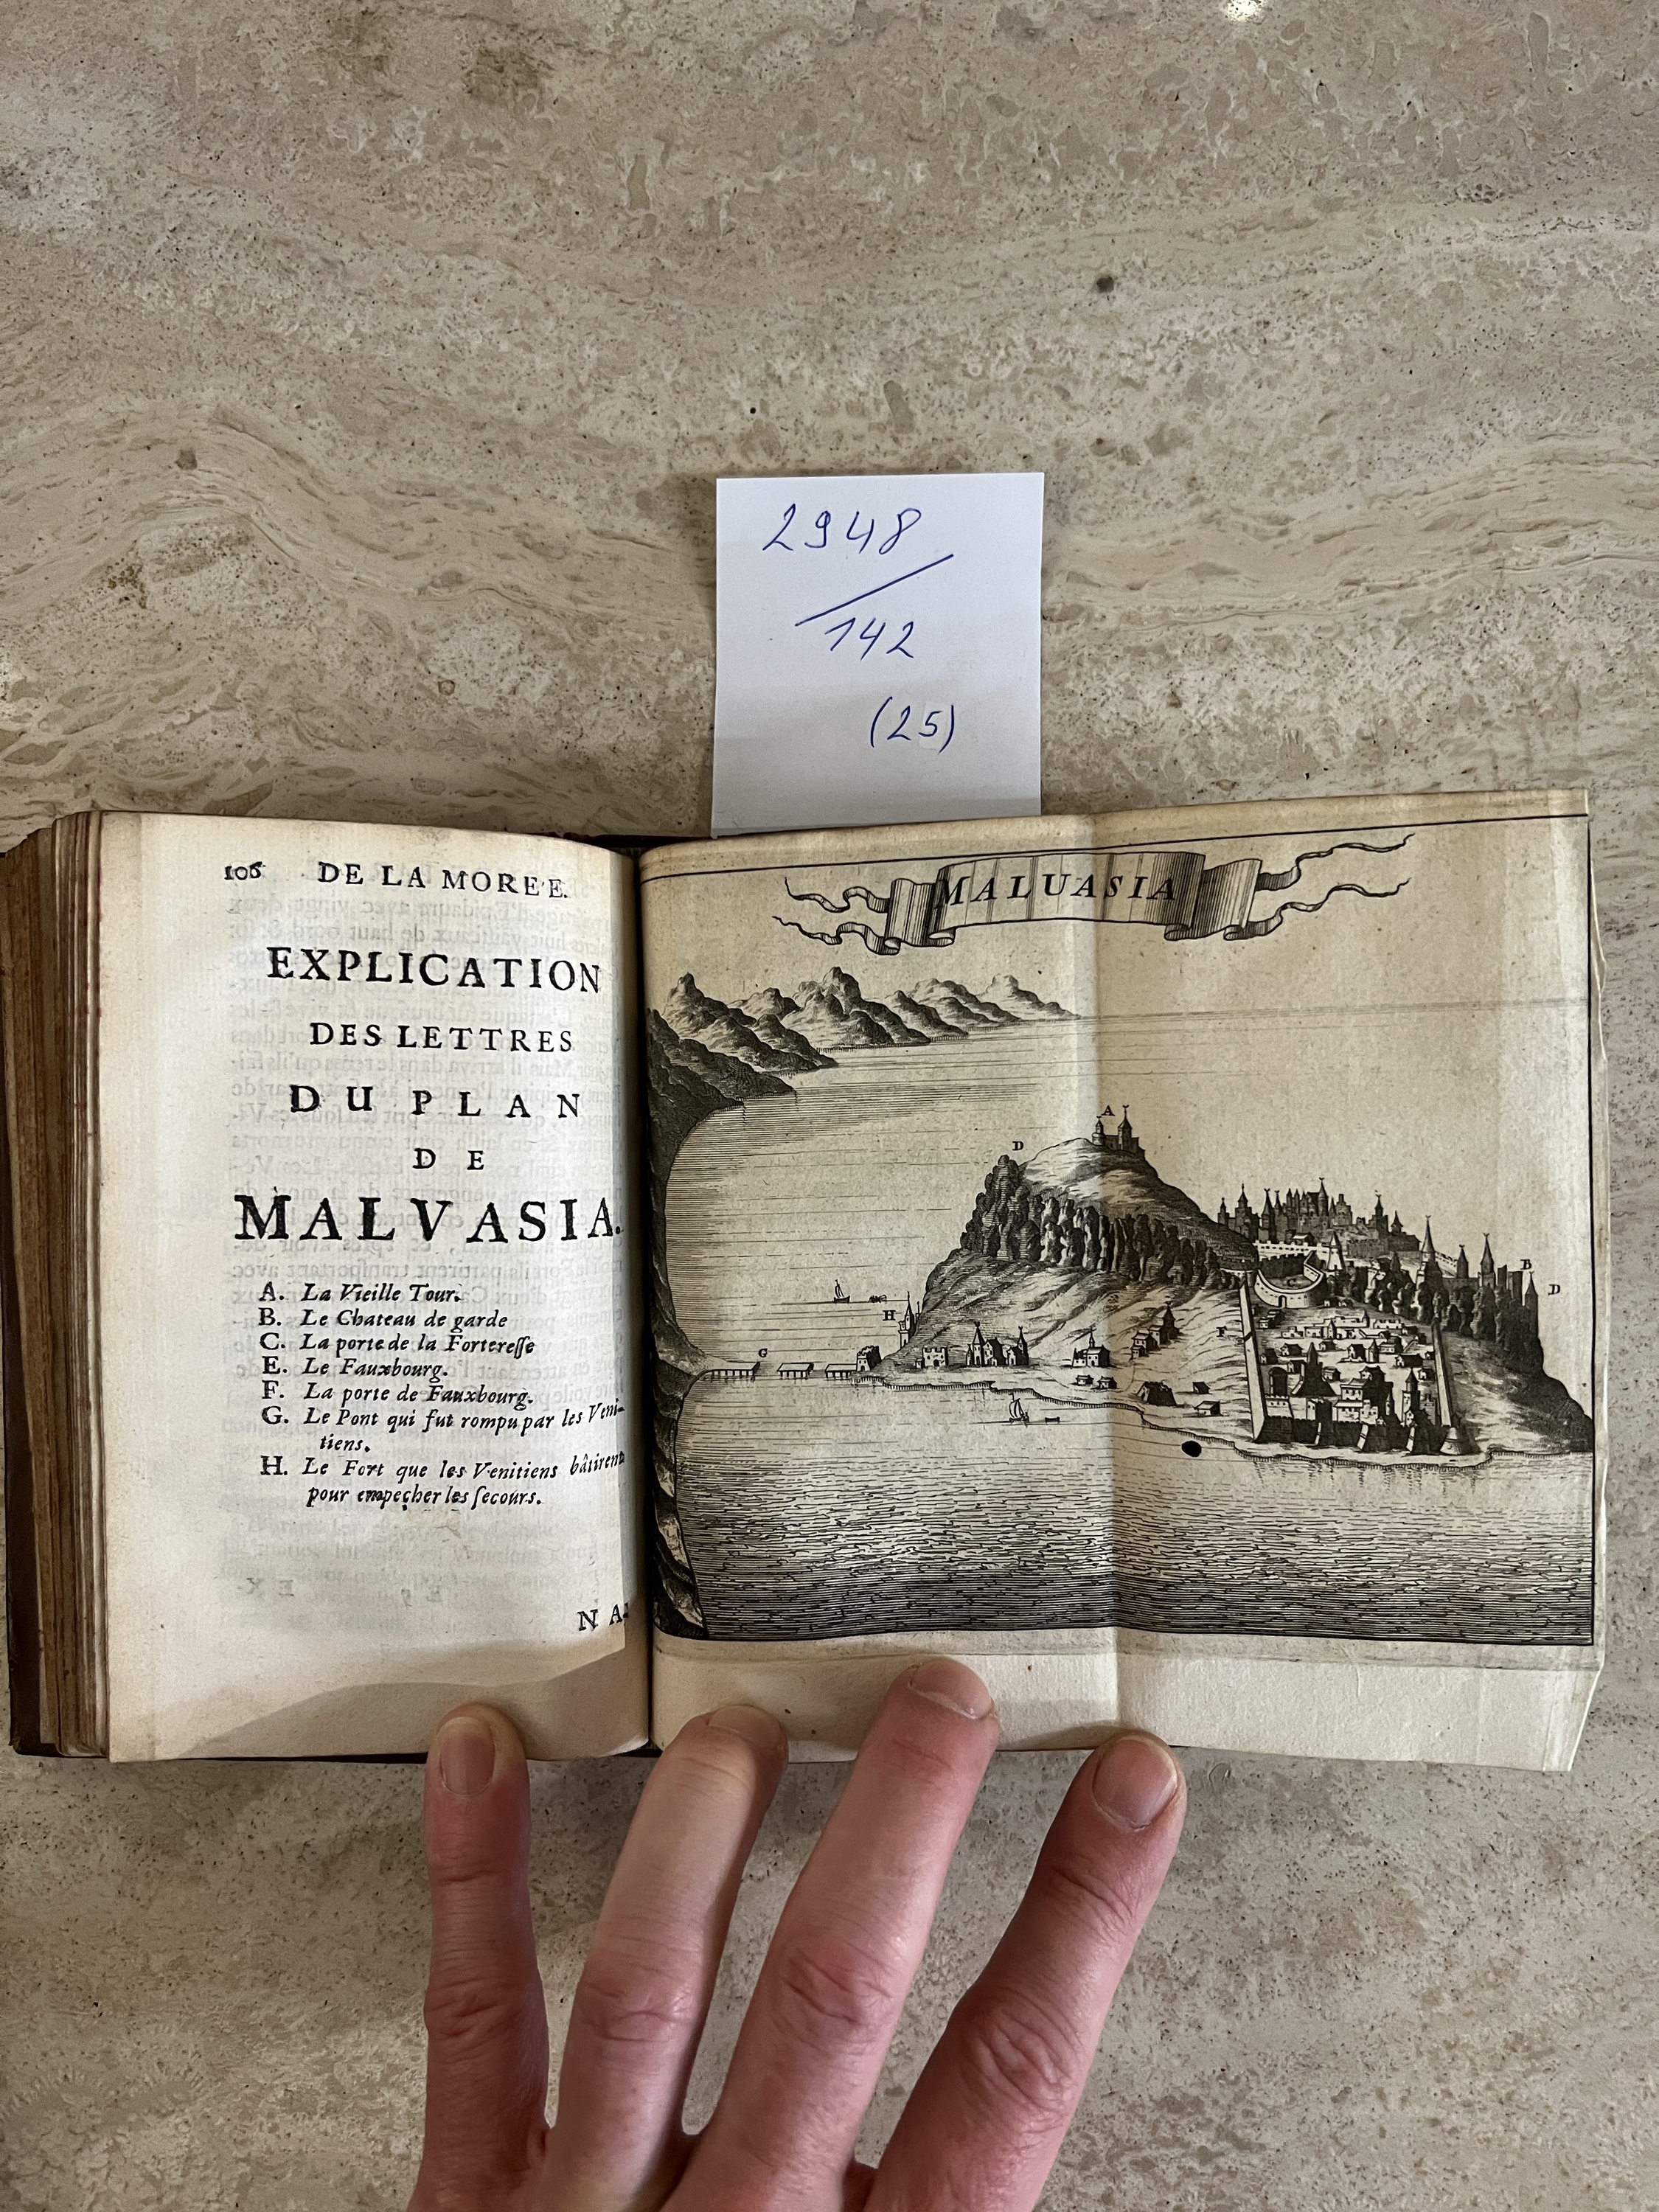 2948
/
142
(25)
106 DE LA MORE'E.
EXPLICATION
DES LETTRES
DU PLAN
DE
MALVASIA.
A. La Vieille Tour.
B. Le Chateau de garde
C. La porte de la Forteresse
E. Le Fauxbourg.
F. La porte de Fauxbourg.
G. Le Pont qui fut rompu par les Veni-
tiens.
H. Le Fort que les Venitiens bâtirent
pour empecher les secours.
N A-
MALUASIA
A
D
B
D
C
H
F
G